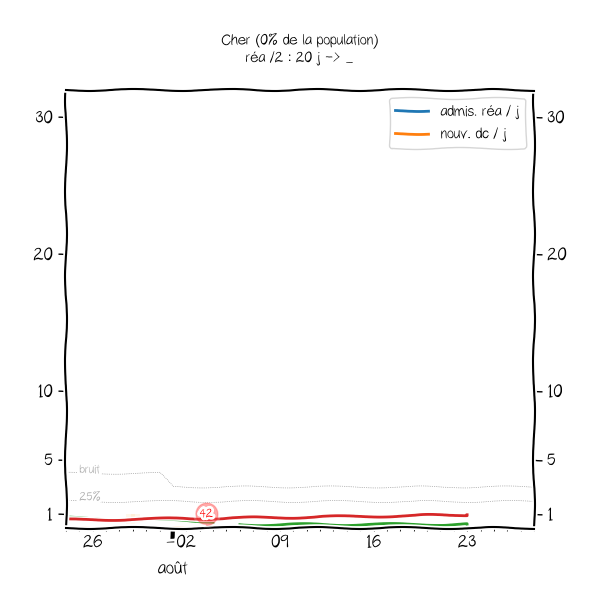 Cher (0% de la population)
réa /2 : 20 j -> _
admis. réa / j
nouv. dc / j
30
30
20
20
10
10
5
5
bruit
25%
42
1
1
26
02
09
16
23
août